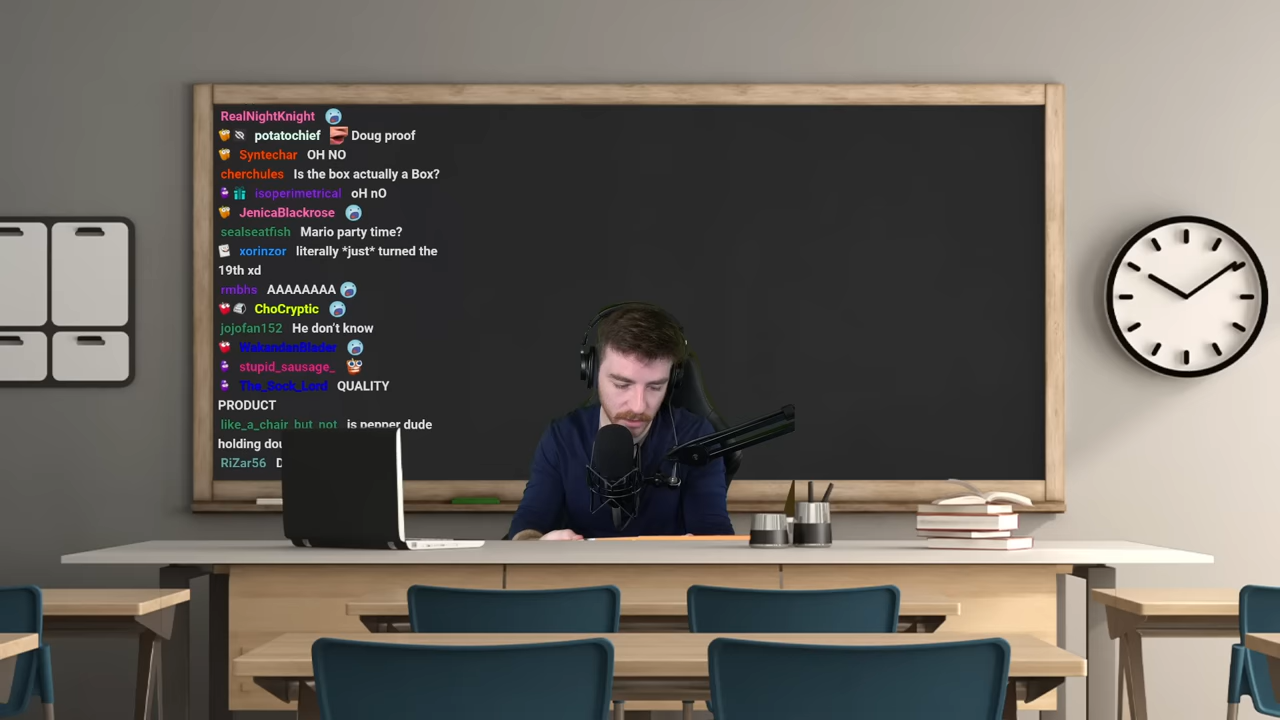 RealNightKnight
potatochief Doug proof
Syntechar OH NO
cherchules Is the box actually a Box?
isoperimetrical oH nO
JenicaBlackrose
sealseatfish Mario party time?
xorinzor literally *just* turned the
19th xd
rmbhs AAAAAAAA
ChoCryptic
jojofan152 He don't know
WakandanBlader
stupid_sausage_
The_Sock_Lord QUALITY
PRODUCT
like_a_chair_but_not is pepper dude
holding
RiZar56